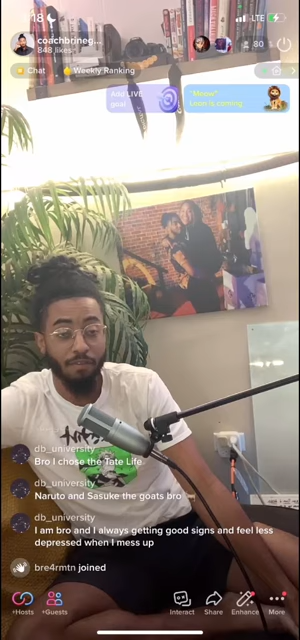 18
LTE
coachbrineg...
848 likes
80
Chat
Weekly Ranking
Add LIVE
goal
"Meow"
Leon is coming
db_university
Bro I chose the Tate Life
db_university
Naruto and Sasuke the goats bro
db_university
I am bro and I always getting good signs and feel less
depressed when I mess up
bre4rmtn joined
+Hosts
+Guests
Interact
Share
Enhance
More